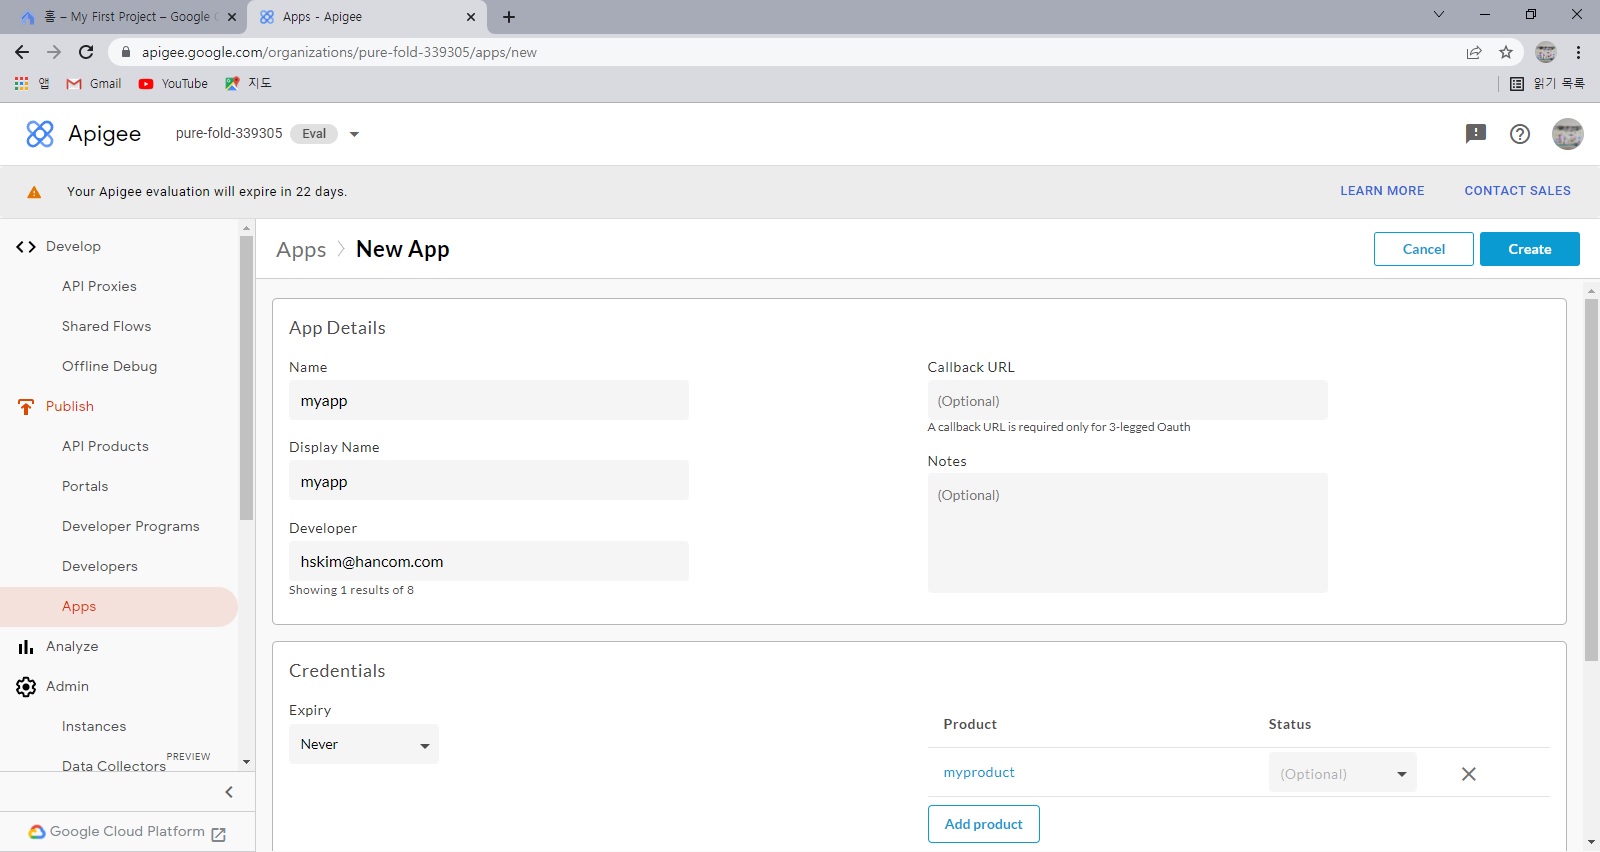 홈 – My First Project – Google C
Apps - Apigee
apigee.google.com/organizations/pure-fold-339305/apps/new
앱
Gmail
YouTube
지도
읽기 목록
Apigee
pure-fold-339305
Eval
Your Apigee evaluation will expire in 22 days.
LEARN MORE
CONTACT SALES
Develop
API Proxies
Shared Flows
Offline Debug
Publish
API Products
Portals
Developer Programs
Developers
Apps
Analyze
Admin
Instances
Data Collectors PREVIEW
Google Cloud Platform
Apps
New App
Cancel
Create
App Details
Name
myapp
Display Name
myapp
Developer
hskim@hancom.com
Showing 1 results of 8
Callback URL
(Optional)
A callback URL is required only for 3-legged Oauth
Notes
(Optional)
Credentials
Expiry
Never
Product Status
myproduct (Optional)
Add product